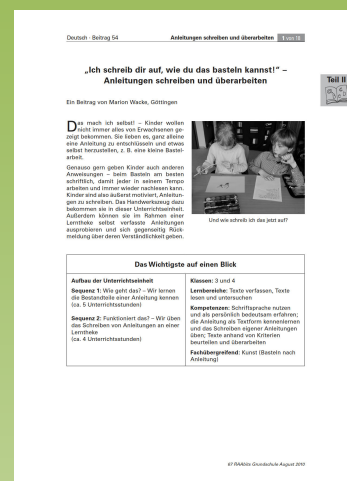 Deutsch · Beitrag 54
Anleitungen schreiben und überarbeiten
1 von 18
Teil II
„Ich schreib dir auf, wie du das basteln kannst!“ –
Anleitungen schreiben und überarbeiten
Ein Beitrag von Marion Wacke, Göttingen
Das mach ich selbst! – Kinder wollen
nicht immer alles von Erwachsenen ge-
zeigt bekommen. Sie lieben es, ganz alleine
eine Anleitung zu entschlüsseln und etwas
selbst herzustellen, z. B. eine kleine Bastel-
arbeit.
Genauso gern geben Kinder auch anderen
Anweisungen – beim Basteln am besten
schriftlich, damit jeder in seinem Tempo
arbeiten und immer wieder nachlesen kann.
Kinder sind also äußerst motiviert, Anleitun-
gen zu schreiben. Das Handwerkszeug dazu
bekommen sie in dieser Unterrichtseinheit.
Außerdem können sie im Rahmen einer
Lerntheke selbst verfasste Anleitungen
ausprobieren und sich gegenseitig Rück-
meldung über deren Verständlichkeit geben.
Und wie schreib ich das jetzt auf?
Das Wichtigste auf einen Blick
Aufbau der Unterrichtseinheit
Sequenz 1: Wie geht das? – Wir lernen
die Bestandteile einer Anleitung kennen
(ca. 5 Unterrichtsstunden)
Sequenz 2: Funktioniert das? – Wir üben
das Schreiben von Anleitungen an einer
Lerntheke
(ca. 4 Unterrichtsstunden)
Klassen: 3 und 4
Lernbereiche: Texte verfassen, Texte
lesen und untersuchen
Kompetenzen: Schriftsprache nutzen
und als persönlich bedeutsam erfahren;
die Anleitung als Textform kennenlernen
und das Schreiben eigener Anleitungen
üben; Texte anhand von Kriterien
beurteilen und überarbeiten
Fachübergreifend: Kunst (Basteln nach
Anleitung)
67 RAAbits Grundschule August 2010